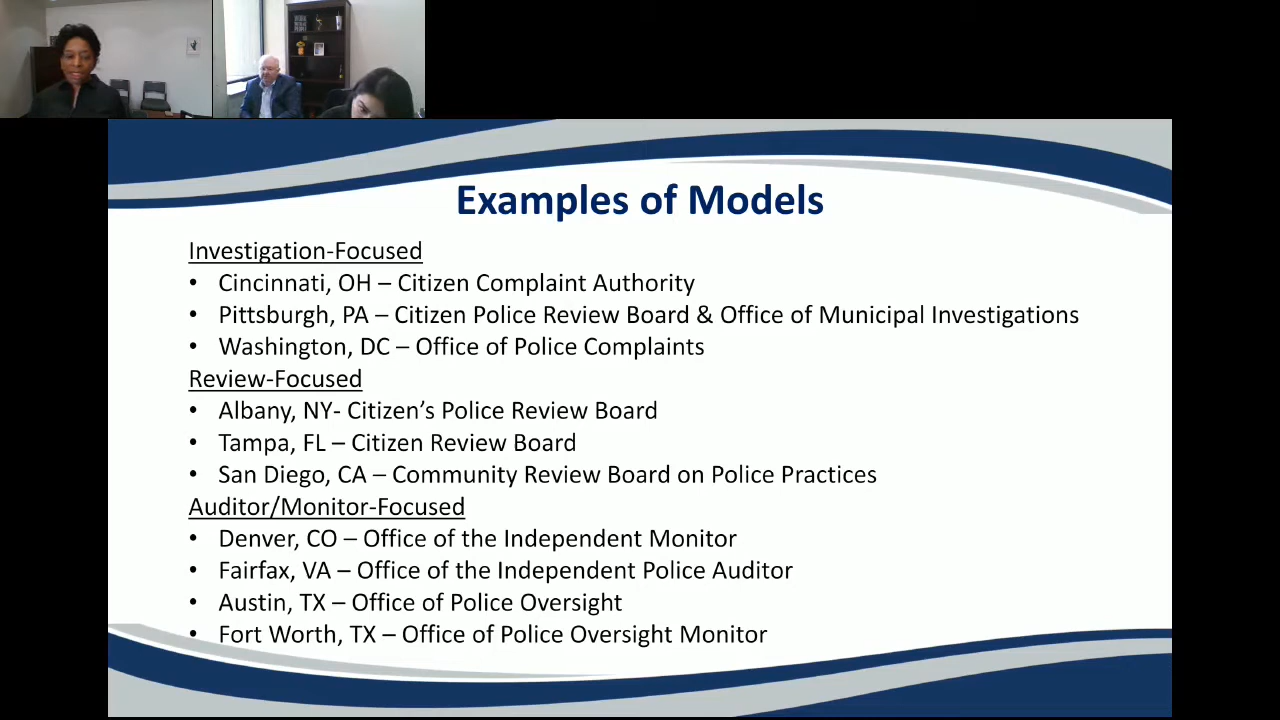 Examples of Models
Investigation-Focused
• Cincinnati, OH – Citizen Complaint Authority
• Pittsburgh, PA – Citizen Police Review Board & Office of Municipal Investigations
• Washington, DC – Office of Police Complaints
Review-Focused
• Albany, NY- Citizen’s Police Review Board
• Tampa, FL – Citizen Review Board
• San Diego, CA – Community Review Board on Police Practices
Auditor/Monitor-Focused
• Denver, CO – Office of the Independent Monitor
• Fairfax, VA – Office of the Independent Police Auditor
• Austin, TX – Office of Police Oversight
• Fort Worth, TX – Office of Police Oversight Monitor